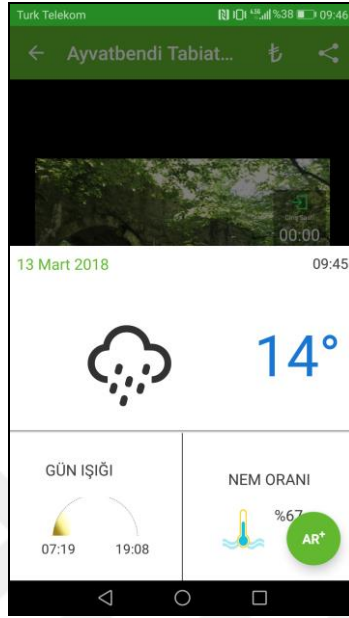 Turk Telekom %38 09:46
Ayvatbendi Tabiat...
00:00
13 Mart 2018 09:45
14°
GÜN IŞIĞI
07:19 19:08
NEM ORANI
%67
AR+